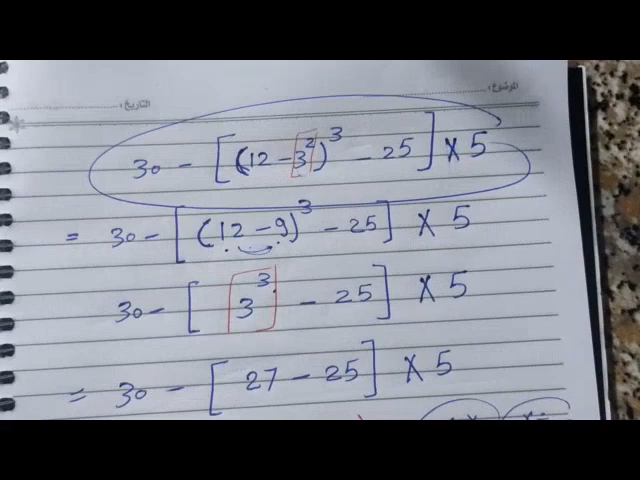 الموضوع: التاريخ:
30 - [(12 - 3²)³ - 25] × 5
= 30 - [(12 - 9)³ - 25] × 5
30 - [3³ - 25] × 5
= 30 - [27 - 25] × 5